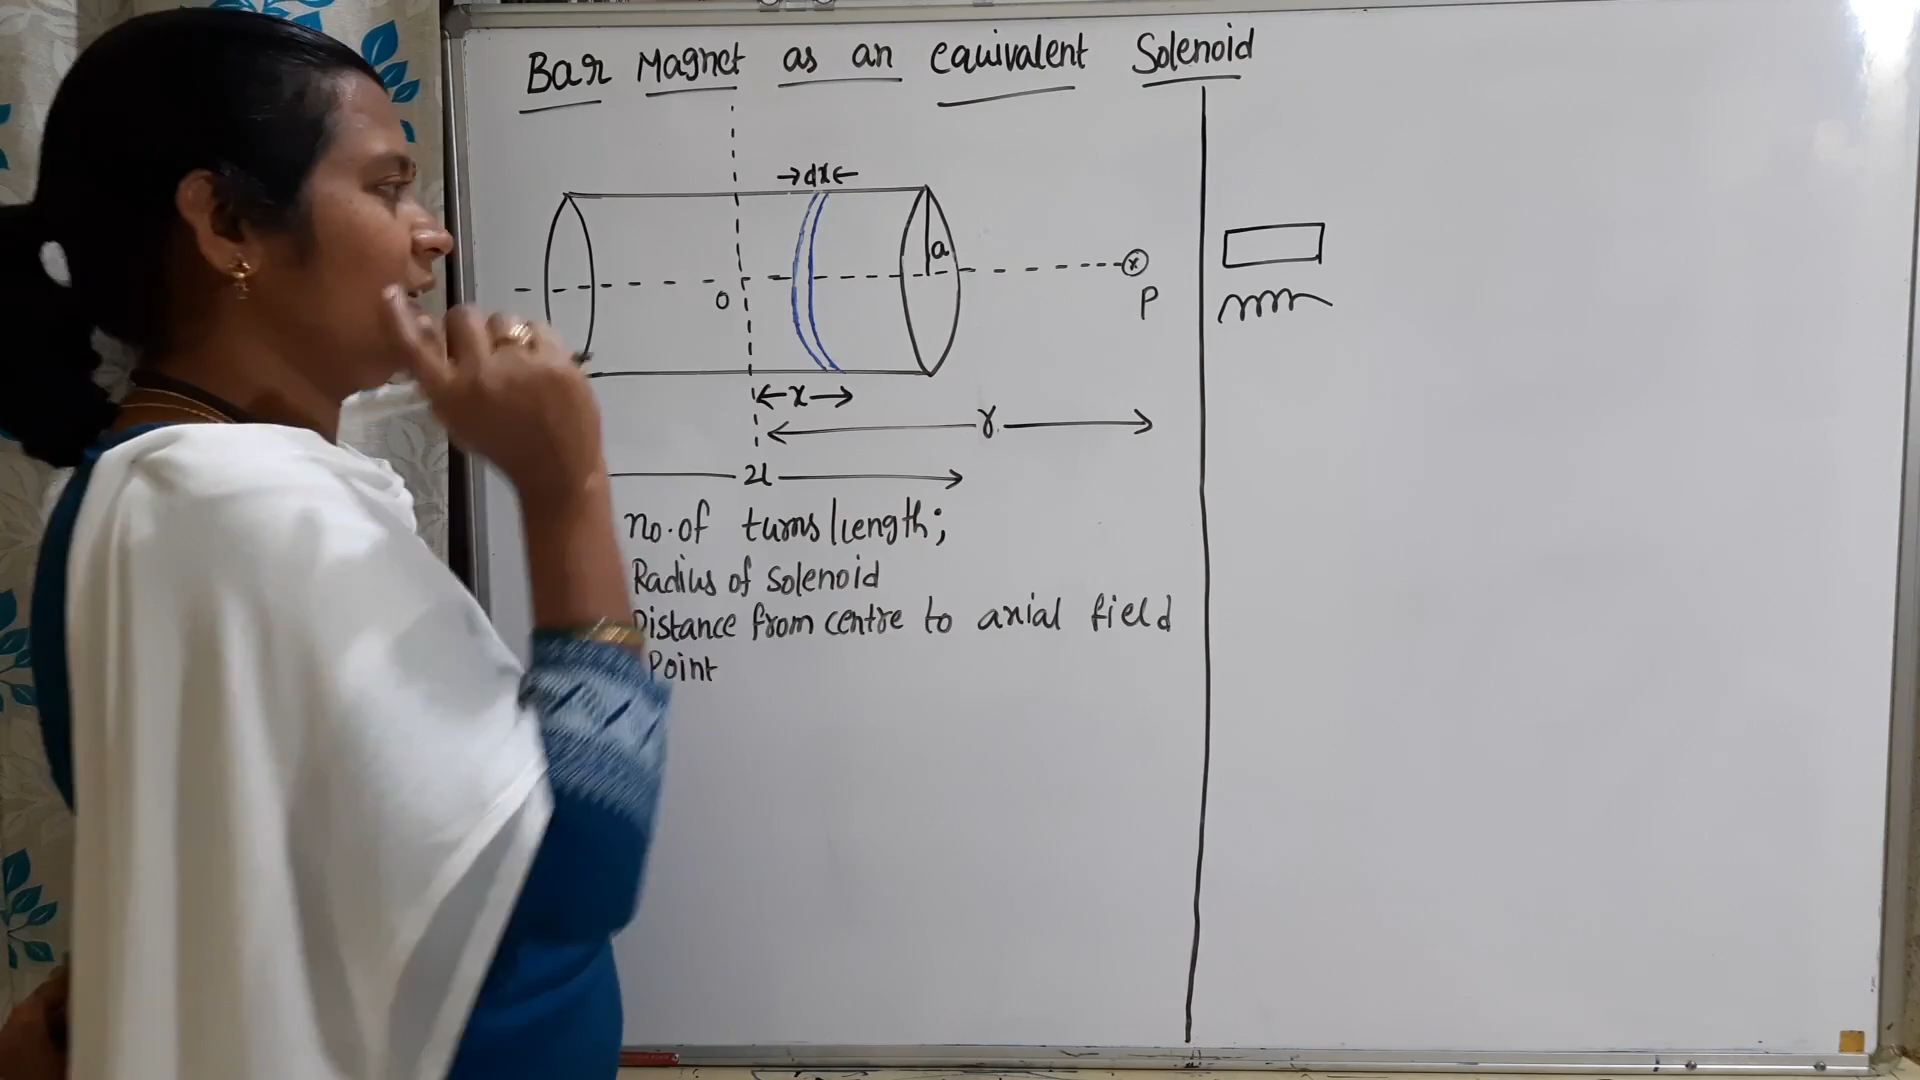 Bar Magnet as an equivalent Solenoid
→dx←
a
O
P
←x→
r
2l
no. of turns/length;
Radius of solenoid
Distance from centre to axial field
Point